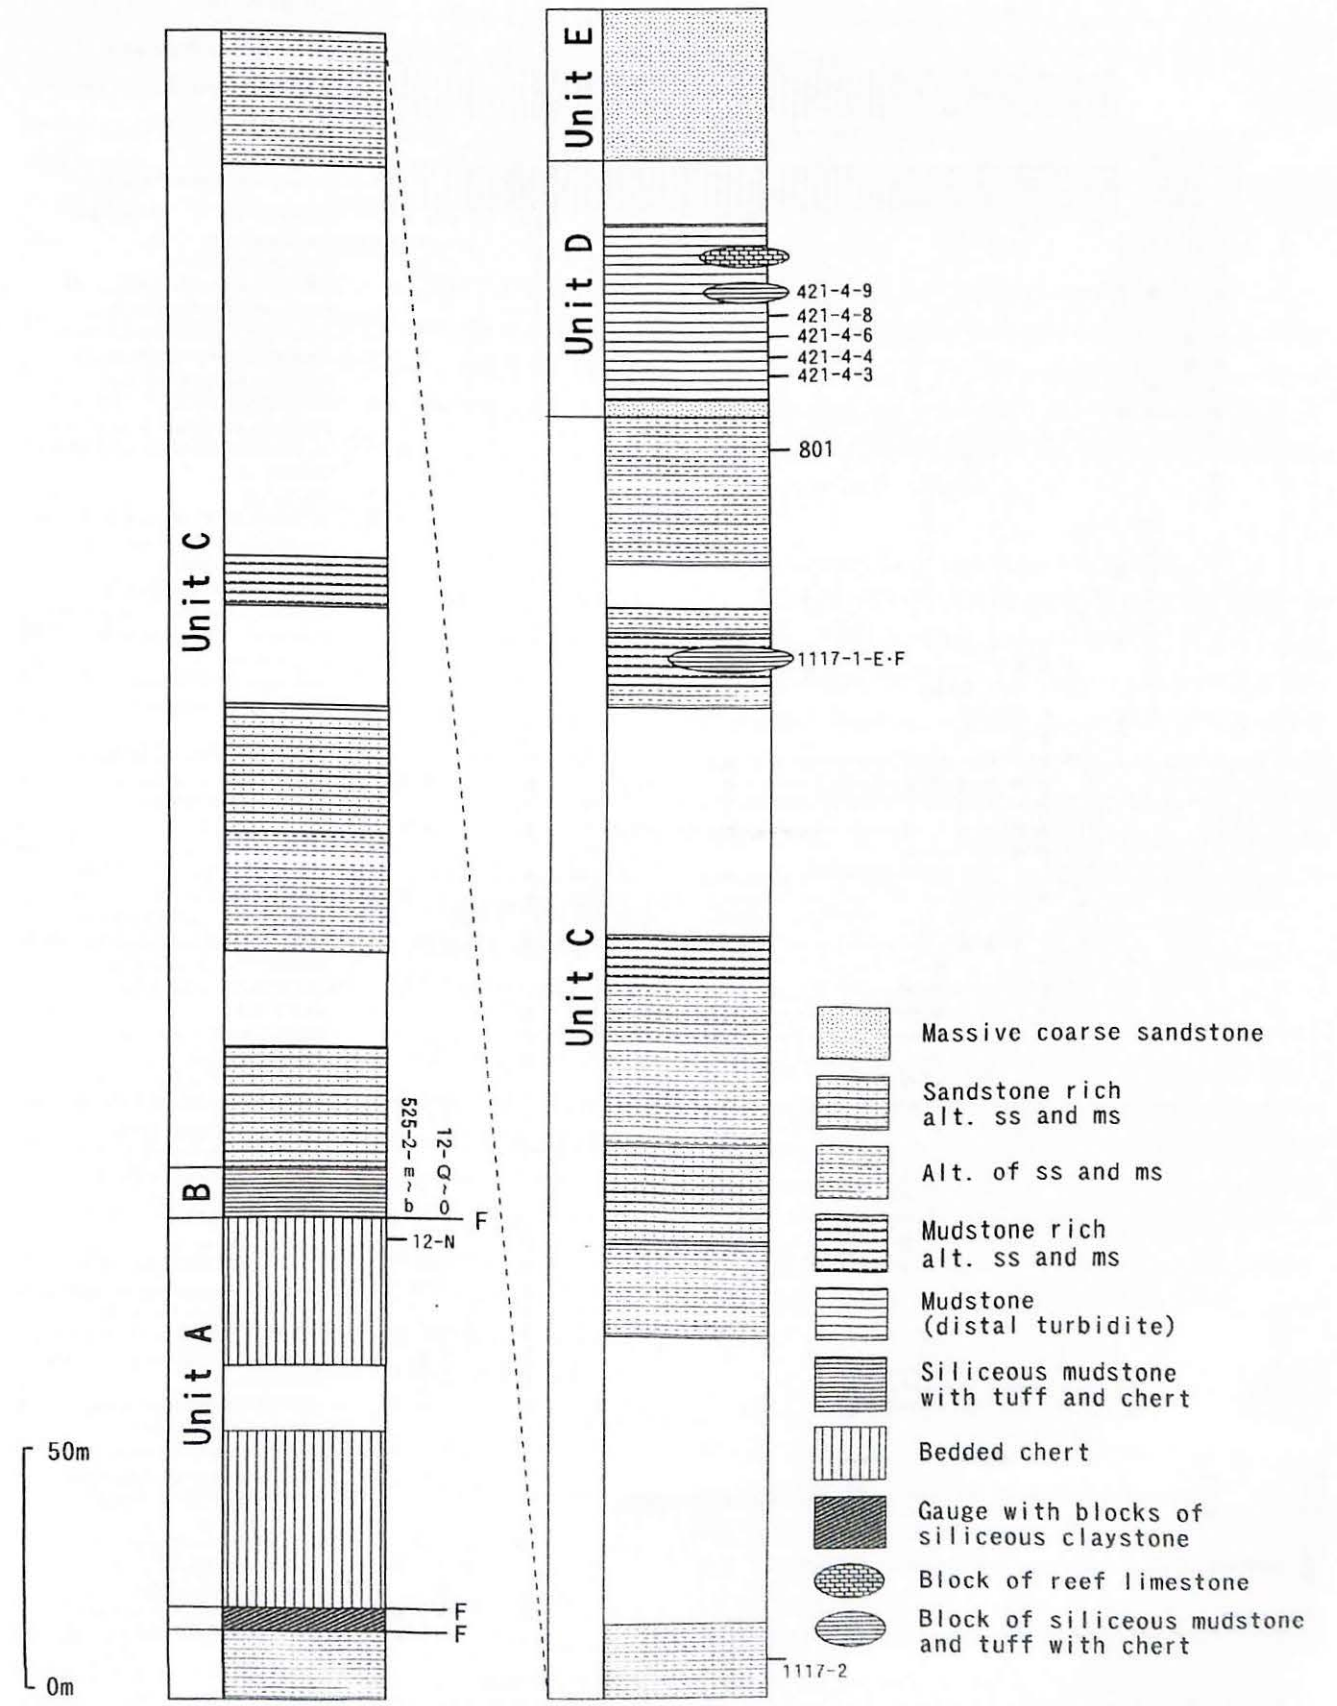 Unit C
B
Unit A
525-2-m~b
12-Q~O
F
12-N
F
F
50m
0m
Unit E
Unit D
Unit C
421-4-9
421-4-8
421-4-6
421-4-4
421-4-3
801
1117-1-E·F
1117-2
Massive coarse sandstone
Sandstone rich
alt. ss and ms
Alt. of ss and ms
Mudstone rich
alt. ss and ms
Mudstone
(distal turbidite)
Siliceous mudstone
with tuff and chert
Bedded chert
Gauge with blocks of
siliceous claystone
Block of reef limestone
Block of siliceous mudstone
and tuff with chert